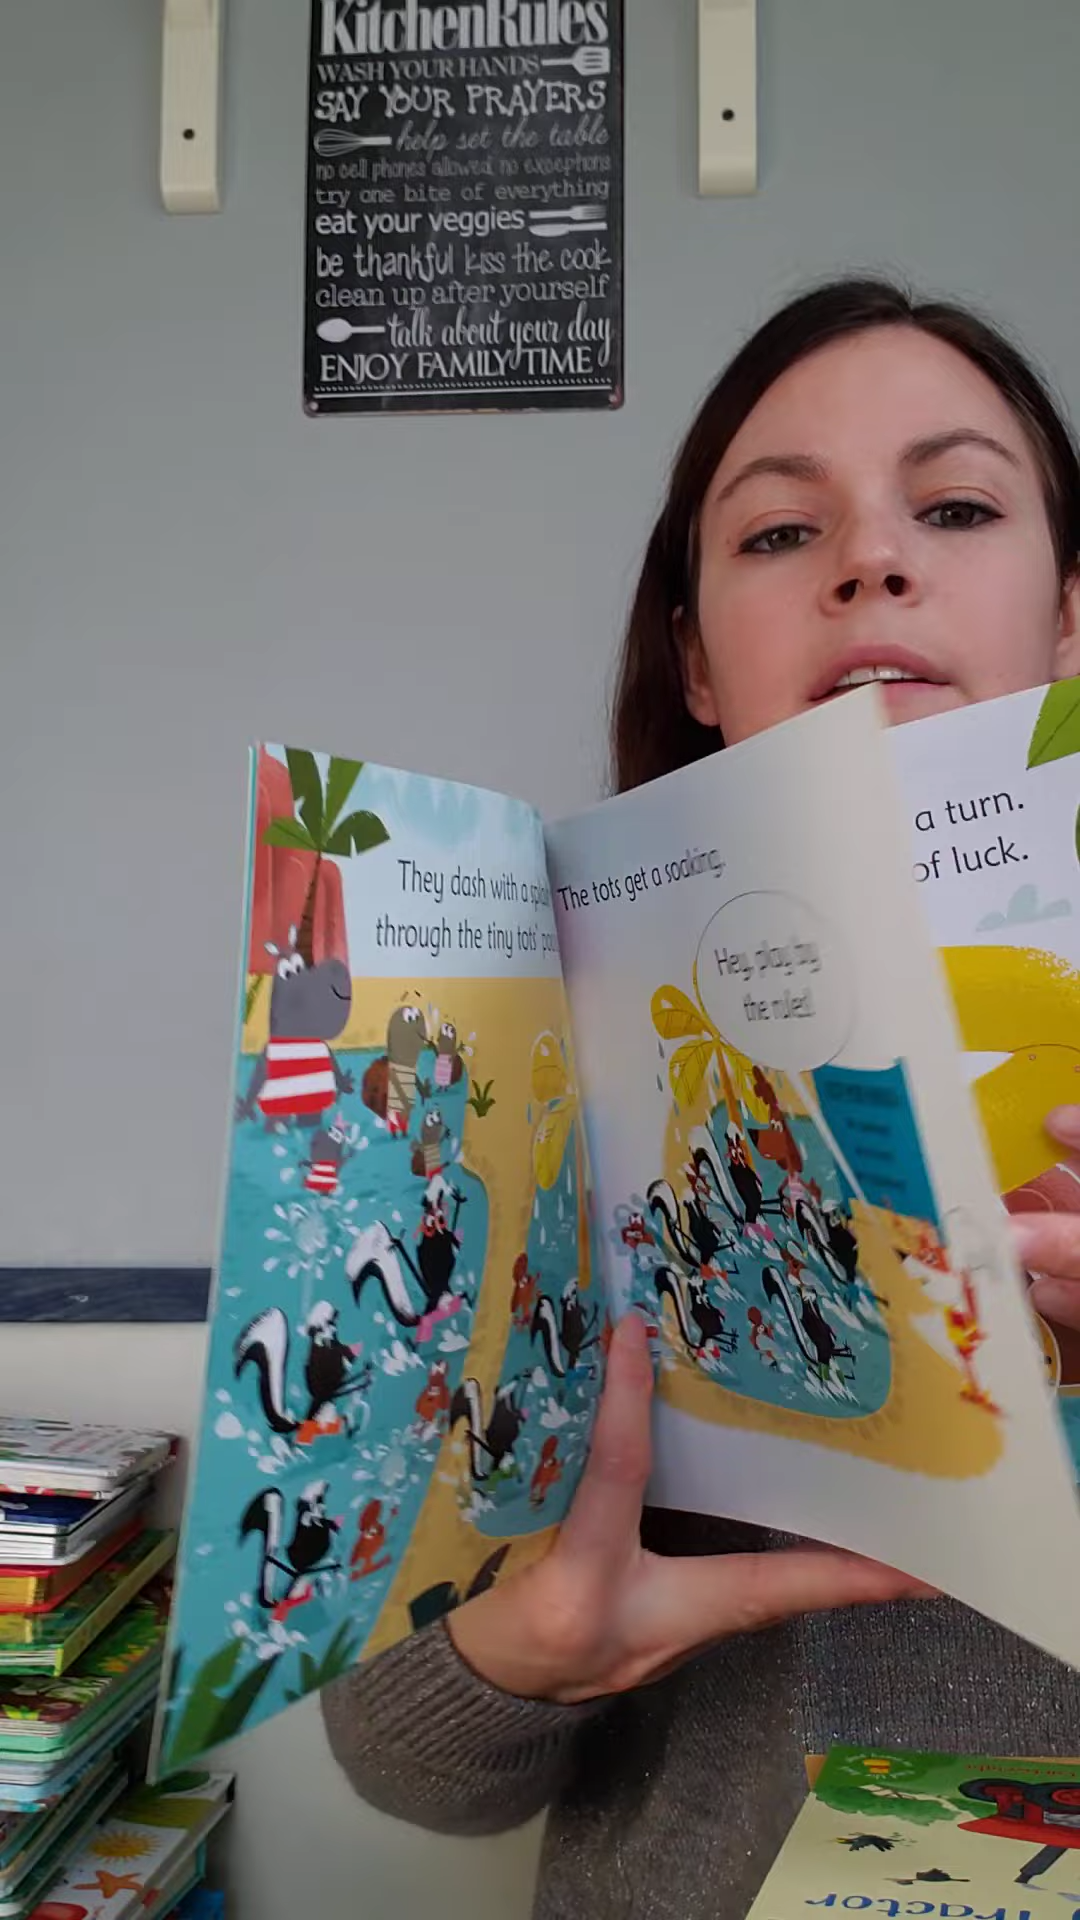 KitchenRules
WASH YOUR HANDS
SAY YOUR PRAYERS
help set the table
no cell phones allowed, no exceptions
try one bite of everything
eat your veggies
be thankful kiss the cook
clean up after yourself
talk about your day
ENJOY FAMILY TIME
They dash with a
through the tiny tots'
The tots get a soaking.
Hey, play by
the rules!
a turn.
of luck.
Tractor